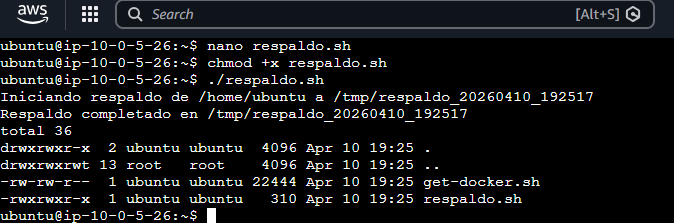 aws
Search [Alt+S]
ubuntu@ip-10-0-5-26:~$ nano respaldo.sh
ubuntu@ip-10-0-5-26:~$ chmod +x respaldo.sh
ubuntu@ip-10-0-5-26:~$ ./respaldo.sh
Iniciando respaldo de /home/ubuntu a /tmp/respaldo_20260410_192517
Respaldo completado en /tmp/respaldo_20260410_192517
total 36
drwxrwxr-x  2 ubuntu ubuntu  4096 Apr 10 19:25 .
drwxrwxrwt 13 root   root    4096 Apr 10 19:25 ..
-rw-rw-r--  1 ubuntu ubuntu 22444 Apr 10 19:25 get-docker.sh
-rwxrwxr-x  1 ubuntu ubuntu   310 Apr 10 19:25 respaldo.sh
ubuntu@ip-10-0-5-26:~$